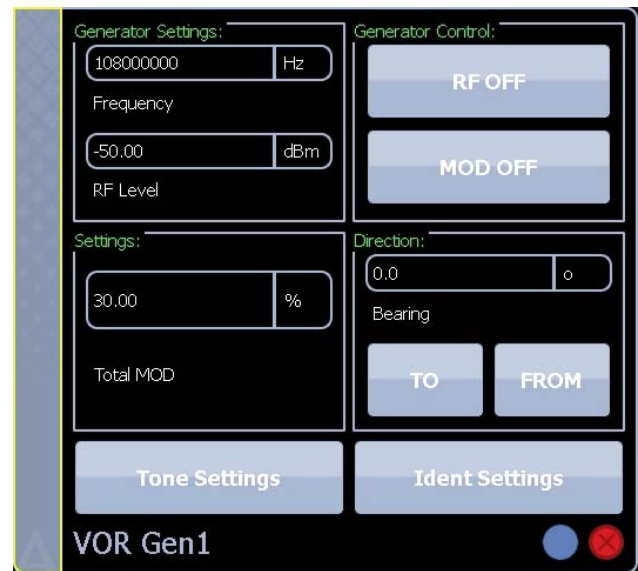 Generator Settings:
108000000 Hz
Frequency
-50.00 dBm
RF Level
Generator Control:
RF OFF
MOD OFF
Settings:
30.00 %
Total MOD
Direction:
0.0 o
Bearing
TO FROM
Tone Settings
Ident Settings
VOR Gen1